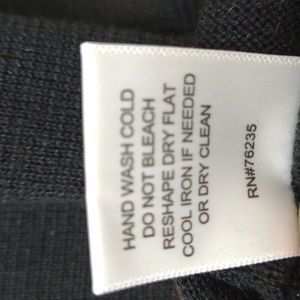 HAND WASH COLD
DO NOT BLEACH
RESHAPE DRY FLAT
COOL IRON IF NEEDED
OR DRY CLEAN
RN#76235